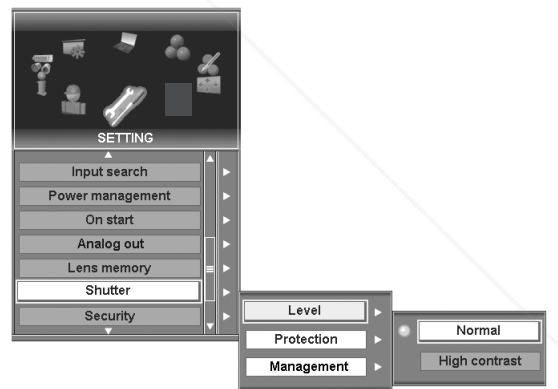 SETTING
Input search
Power management
On start
Analog out
Lens memory
Shutter
Security
Level
Protection
Management
Normal
High contrast